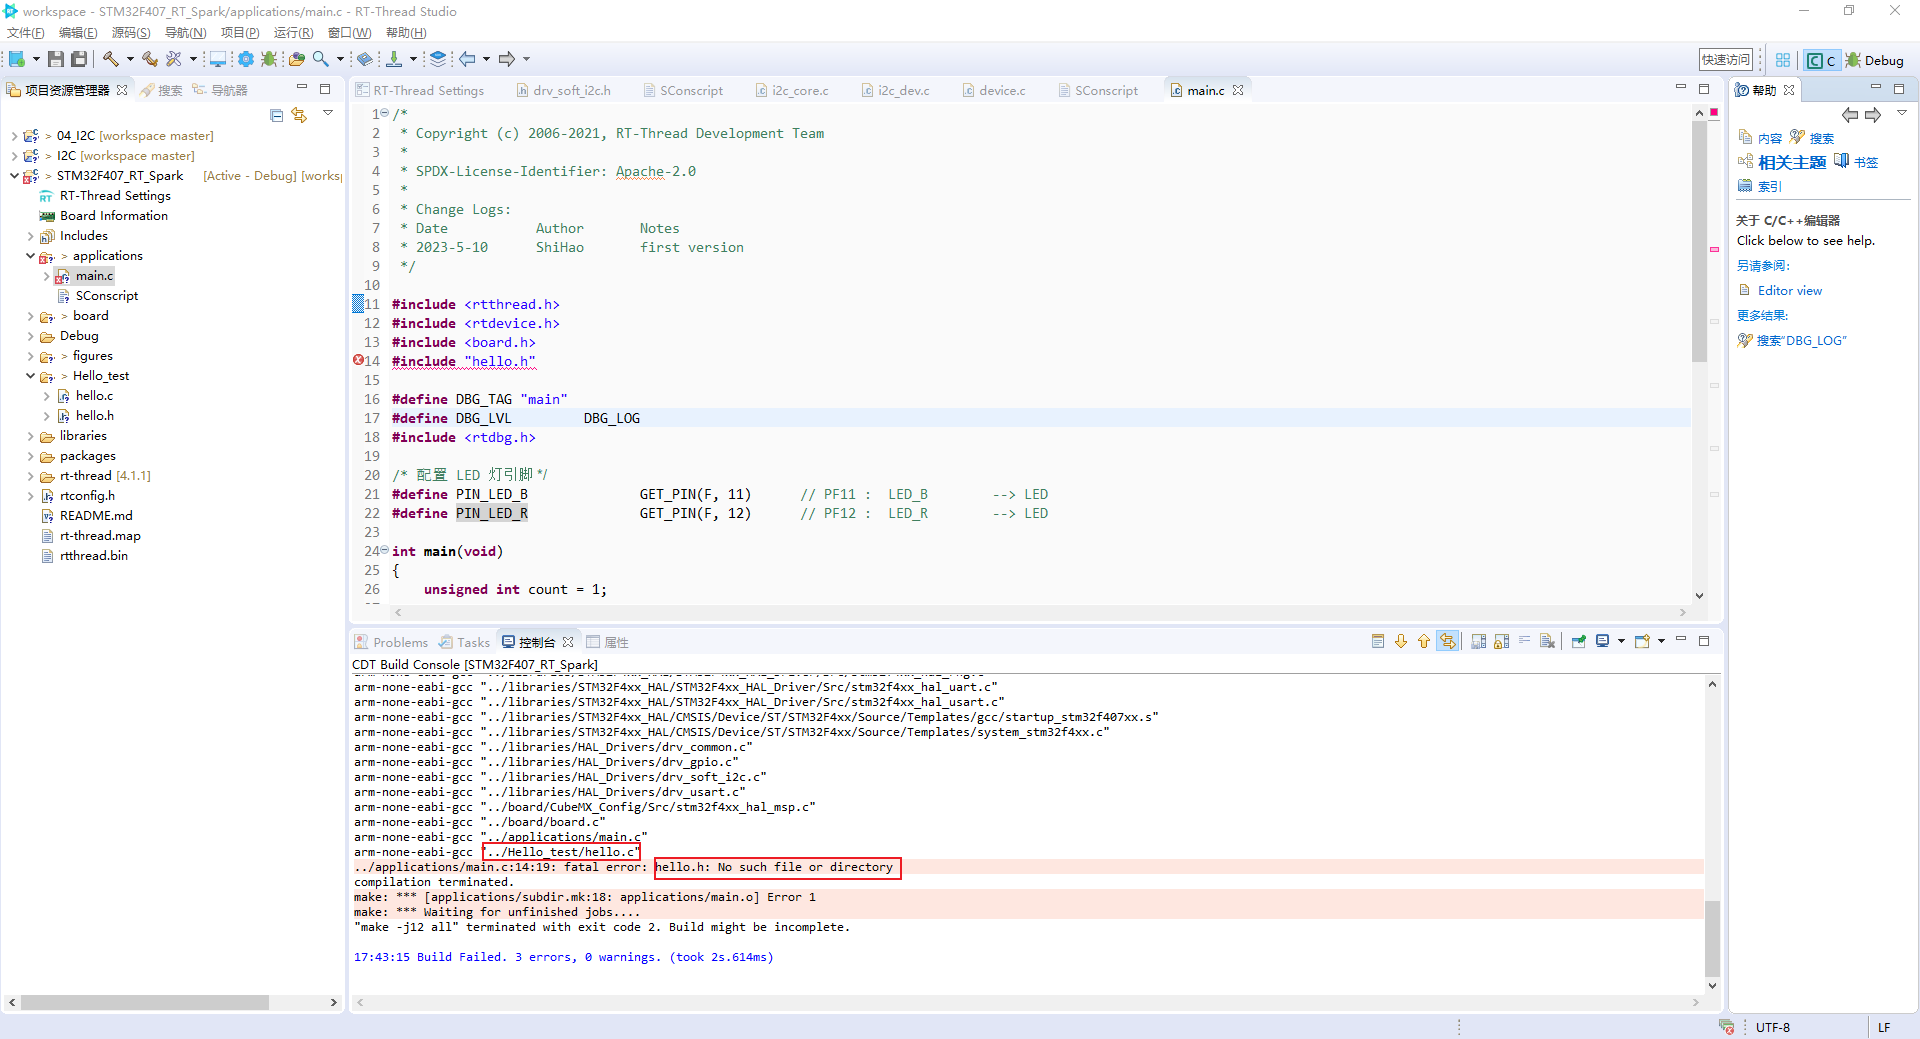 workspace - STM32F407_RT_Spark/applications/main.c - RT-Thread Studio
文件(F) 编辑(E) 源码(S) 导航(N) 项目(P) 运行(R) 窗口(W) 帮助(H)
快速访问 C Debug
项目资源管理器 搜索 导航器
> 04_I2C [workspace master]
> I2C [workspace master]
> STM32F407_RT_Spark [Active - Debug] [works
RT-Thread Settings
Board Information
Includes
> applications
main.c
SConscript
> board
Debug
> figures
> Hello_test
hello.c
hello.h
libraries
packages
rt-thread [4.1.1]
rtconfig.h
README.md
rt-thread.map
rtthread.bin
RT-Thread Settings drv_soft_i2c.h SConscript i2c_core.c i2c_dev.c device.c SConscript main.c
1 /*
2 * Copyright (c) 2006-2021, RT-Thread Development Team
3 *
4 * SPDX-License-Identifier: Apache-2.0
5 *
6 * Change Logs:
7 * Date Author Notes
8 * 2023-5-10 ShiHao first version
9 */
10
11 #include <rtthread.h>
12 #include <rtdevice.h>
13 #include <board.h>
14 #include "hello.h"
15
16 #define DBG_TAG "main"
17 #define DBG_LVL DBG_LOG
18 #include <rtdbg.h>
19
20 /* 配置 LED 灯引脚 */
21 #define PIN_LED_B GET_PIN(F, 11) // PF11 : LED_B --> LED
22 #define PIN_LED_R GET_PIN(F, 12) // PF12 : LED_R --> LED
23
24 int main(void)
25 {
26 unsigned int count = 1;
Problems Tasks 控制台 属性
CDT Build Console [STM32F407_RT_Spark]
arm-none-eabi-gcc "../libraries/STM32F4xx_HAL/STM32F4xx_HAL_Driver/Src/stm32f4xx_hal_uart.c"
arm-none-eabi-gcc "../libraries/STM32F4xx_HAL/STM32F4xx_HAL_Driver/Src/stm32f4xx_hal_usart.c"
arm-none-eabi-gcc "../libraries/STM32F4xx_HAL/CMSIS/Device/ST/STM32F4xx/Source/Templates/gcc/startup_stm32f407xx.s"
arm-none-eabi-gcc "../libraries/STM32F4xx_HAL/CMSIS/Device/ST/STM32F4xx/Source/Templates/system_stm32f4xx.c"
arm-none-eabi-gcc "../libraries/HAL_Drivers/drv_common.c"
arm-none-eabi-gcc "../libraries/HAL_Drivers/drv_gpio.c"
arm-none-eabi-gcc "../libraries/HAL_Drivers/drv_soft_i2c.c"
arm-none-eabi-gcc "../libraries/HAL_Drivers/drv_usart.c"
arm-none-eabi-gcc "../board/CubeMX_Config/Src/stm32f4xx_hal_msp.c"
arm-none-eabi-gcc "../board/board.c"
arm-none-eabi-gcc "../applications/main.c"
arm-none-eabi-gcc "../Hello_test/hello.c"
../applications/main.c:14:19: fatal error: hello.h: No such file or directory
compilation terminated.
make: *** [applications/subdir.mk:18: applications/main.o] Error 1
make: *** Waiting for unfinished jobs....
"make -j12 all" terminated with exit code 2. Build might be incomplete.
17:43:15 Build Failed. 3 errors, 0 warnings. (took 2s.614ms)
帮助
内容 搜索
相关主题 书签
索引
关于 C/C++编辑器
Click below to see help.
另请参阅:
Editor view
更多结果:
搜索"DBG_LOG"
UTF-8 LF